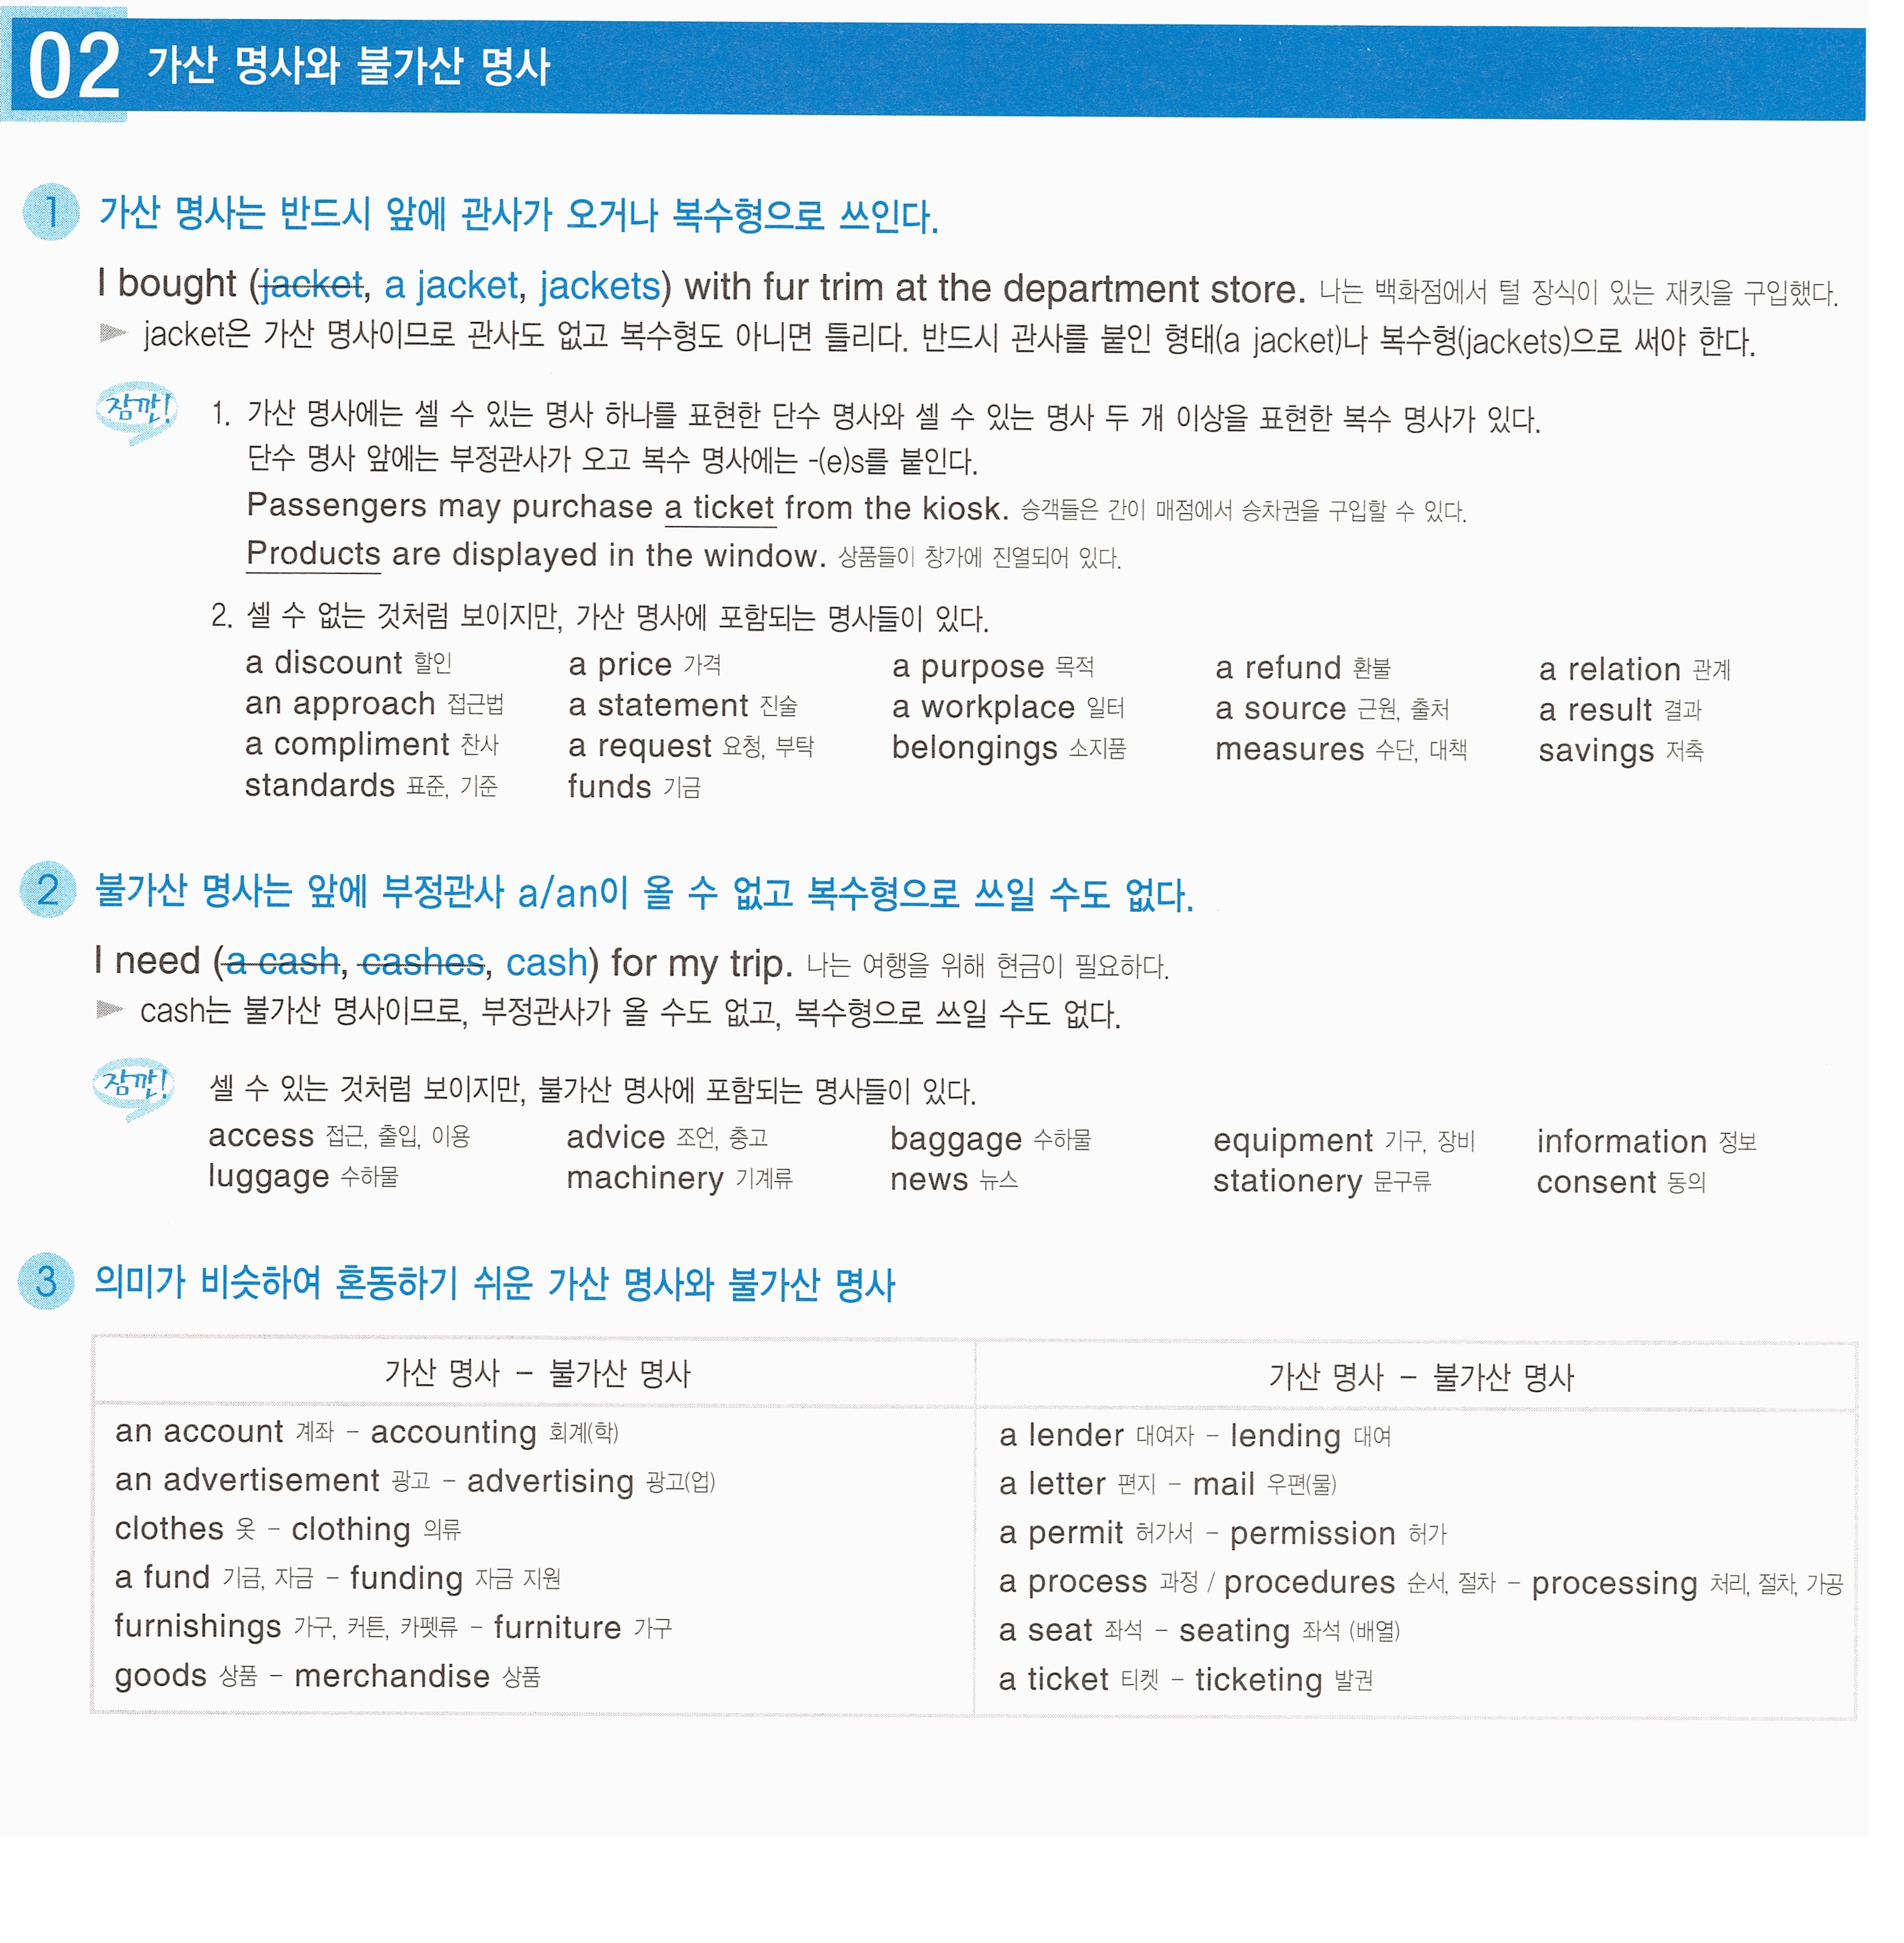 02 가산 명사와 불가산 명사
1 가산 명사는 반드시 앞에 관사가 오거나 복수형으로 쓰인다.
I bought (jacket, a jacket, jackets) with fur trim at the department store. 나는 백화점에서 털 장식이 있는 재킷을 구입했다.
▶ jacket은 가산 명사이므로 관사도 없고 복수형도 아니면 틀리다. 반드시 관사를 붙인 형태(a jacket)나 복수형(jackets)으로 써야 한다.
잠깐! 1. 가산 명사에는 셀 수 있는 명사 하나를 표현한 단수 명사와 셀 수 있는 명사 두 개 이상을 표현한 복수 명사가 있다.
단수 명사 앞에는 부정관사가 오고 복수 명사에는 -(e)s를 붙인다.
Passengers may purchase a ticket from the kiosk. 승객들은 간이 매점에서 승차권을 구입할 수 있다.
Products are displayed in the window. 상품들이 창가에 진열되어 있다.
2. 셀 수 없는 것처럼 보이지만, 가산 명사에 포함되는 명사들이 있다.
a discount 할인 a price 가격 a purpose 목적 a refund 환불 a relation 관계
an approach 접근법 a statement 진술 a workplace 일터 a source 근원, 출처 a result 결과
a compliment 찬사 a request 요청, 부탁 belongings 소지품 measures 수단, 대책 savings 저축
standards 표준, 기준 funds 기금
2 불가산 명사는 앞에 부정관사 a/an이 올 수 없고 복수형으로 쓰일 수도 없다.
I need (a cash, cashes, cash) for my trip. 나는 여행을 위해 현금이 필요하다.
▶ cash는 불가산 명사이므로, 부정관사가 올 수도 없고, 복수형으로 쓰일 수도 없다.
잠깐! 셀 수 있는 것처럼 보이지만, 불가산 명사에 포함되는 명사들이 있다.
access 접근, 출입, 이용 advice 조언, 충고 baggage 수하물 equipment 기구, 장비 information 정보
luggage 수하물 machinery 기계류 news 뉴스 stationery 문구류 consent 동의
3 의미가 비슷하여 혼동하기 쉬운 가산 명사와 불가산 명사
가산 명사 – 불가산 명사 가산 명사 – 불가산 명사
an account 계좌 – accounting 회계(학) a lender 대여자 – lending 대여
an advertisement 광고 – advertising 광고(업) a letter 편지 – mail 우편(물)
clothes 옷 – clothing 의류 a permit 허가서 – permission 허가
a fund 기금, 자금 – funding 자금 지원 a process 과정 / procedures 순서, 절차 – processing 처리, 절차, 가공
furnishings 가구, 커튼, 카펫류 – furniture 가구 a seat 좌석 – seating 좌석 (배열)
goods 상품 – merchandise 상품 a ticket 티켓 – ticketing 발권